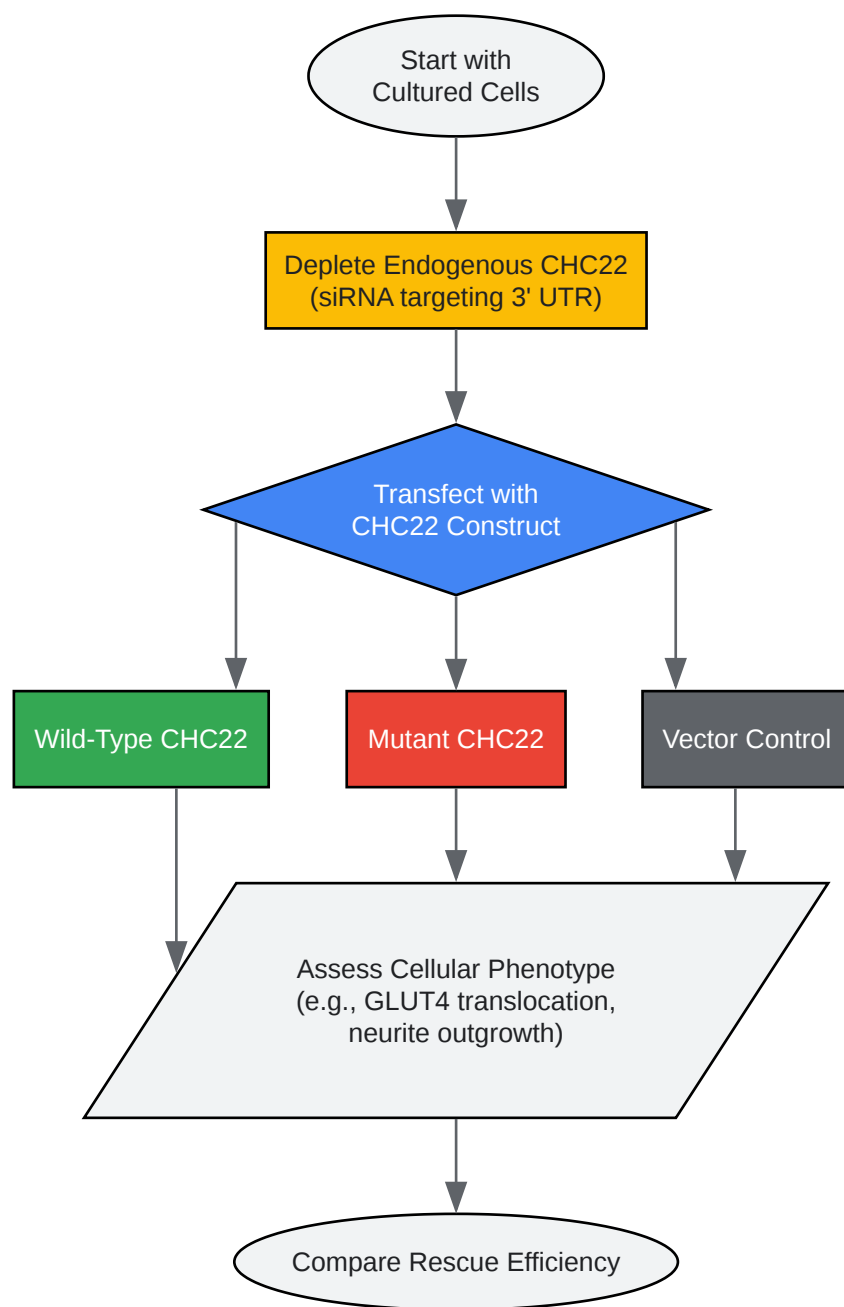 Start with
Cultured Cells
Deplete Endogenous CHC22
(siRNA targeting 3' UTR)
Transfect with
CHC22 Construct
Wild-Type CHC22
Mutant CHC22
Vector Control
Assess Cellular Phenotype
(e.g., GLUT4 translocation,
neurite outgrowth)
Compare Rescue Efficiency